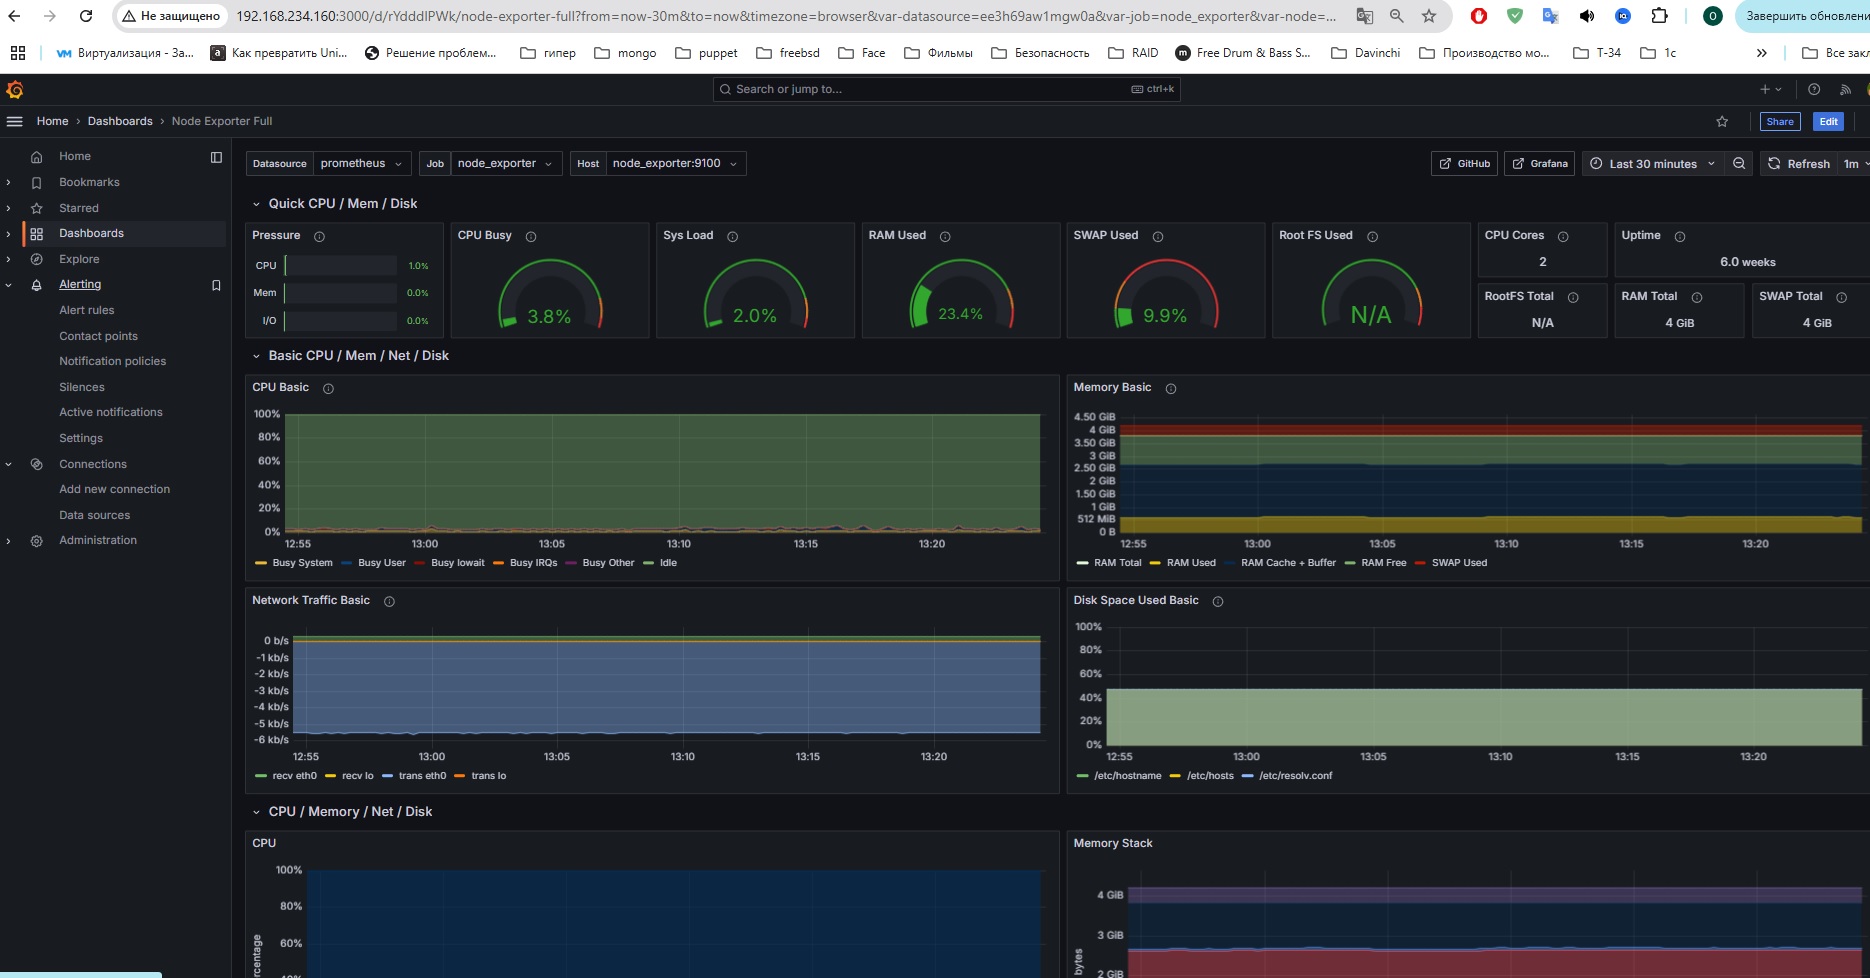 Не защищено 192.168.234.160:3000/d/rYdddlPWk/node-exporter-full?from=now-30m&to=now&timezone=browser&var-datasource=ee3h69aw1mgw0a&var-job=node_exporter&var-node=... O Завершить обновлени
Виртуализация - За... Как превратить Uni... Решение проблем... гипер mongo puppet freebsd Face Фильмы Безопасность RAID Free Drum & Bass S... Davinchi Производство мо... Т-34 1с » Все закл
Search or jump to... ctrl+k
Home › Dashboards › Node Exporter Full Share Edit
Home
Bookmarks
Starred
Dashboards
Explore
Alerting
Alert rules
Contact points
Notification policies
Silences
Active notifications
Settings
Connections
Add new connection
Data sources
Administration
Datasource prometheus Job node_exporter Host node_exporter:9100 GitHub Grafana Last 30 minutes Refresh 1m
Quick CPU / Mem / Disk
Pressure
CPU 1.0%
Mem 0.0%
I/O 0.0%
CPU Busy
3.8%
Sys Load
2.0%
RAM Used
23.4%
SWAP Used
9.9%
Root FS Used
N/A
CPU Cores
2
Uptime
6.0 weeks
RootFS Total
N/A
RAM Total
4 GiB
SWAP Total
4 GiB
Basic CPU / Mem / Net / Disk
CPU Basic
100%
80%
60%
40%
20%
0%
12:55 13:00 13:05 13:10 13:15 13:20
Busy System Busy User Busy Iowait Busy IRQs Busy Other Idle
Memory Basic
4.50 GiB
4 GiB
3.50 GiB
3 GiB
2.50 GiB
2 GiB
1.50 GiB
1 GiB
512 MiB
0 B
12:55 13:00 13:05 13:10 13:15 13:20
RAM Total RAM Used RAM Cache + Buffer RAM Free SWAP Used
Network Traffic Basic
0 b/s
-1 kb/s
-2 kb/s
-3 kb/s
-4 kb/s
-5 kb/s
-6 kb/s
12:55 13:00 13:05 13:10 13:15 13:20
recv eth0 recv lo trans eth0 trans lo
Disk Space Used Basic
100%
80%
60%
40%
20%
0%
12:55 13:00 13:05 13:10 13:15 13:20
/etc/hostname /etc/hosts /etc/resolv.conf
CPU / Memory / Net / Disk
CPU
100%
80%
60%
40%
rcentage
Memory Stack
4 GiB
3 GiB
2 GiB
bytes